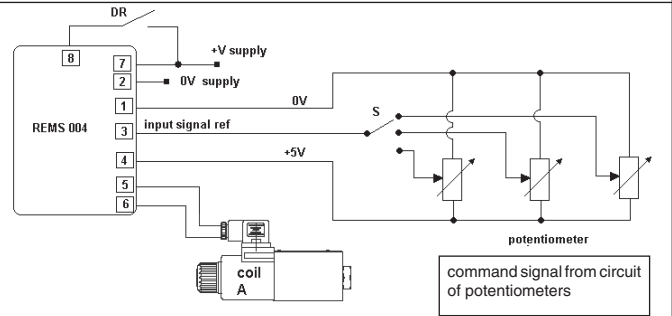 DR
8
7
+V supply
2
0V supply
1
0V
S
REMS 004
3
input signal ref
4
+5V
5
6
potentiometer
coil
A
command signal from circuit
of potentiometers